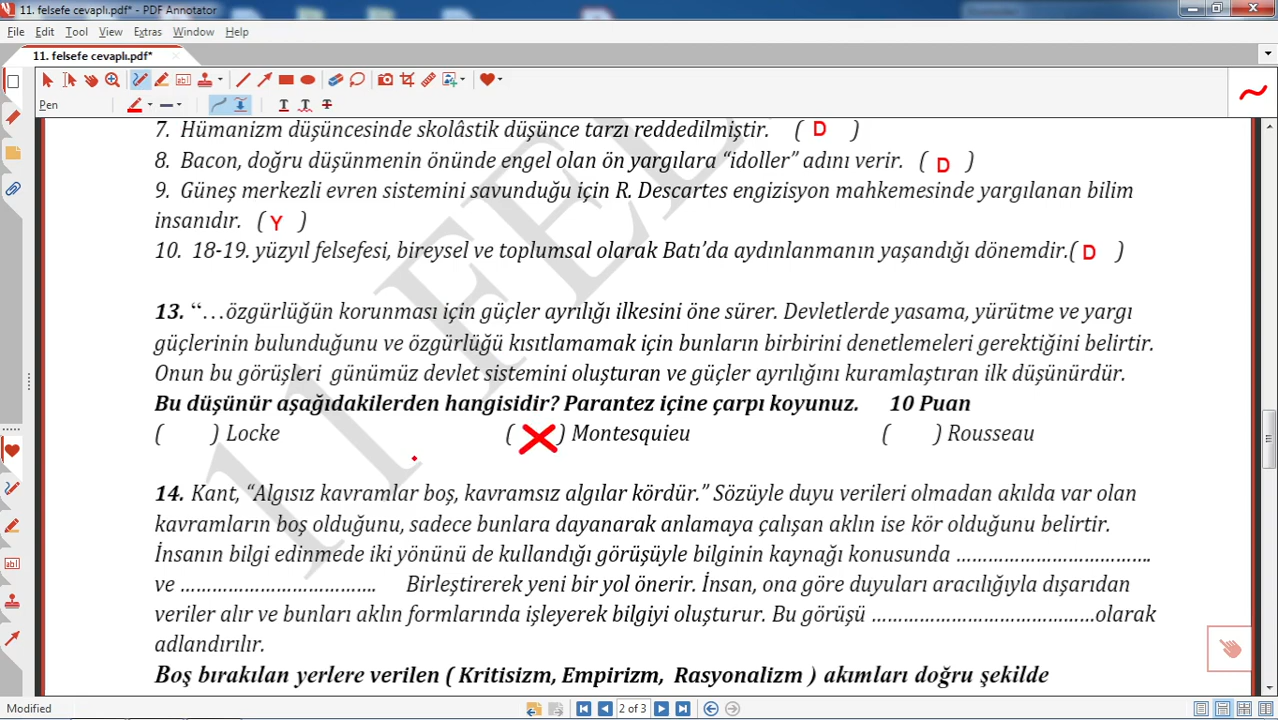 11. felsefe cevaplı.pdf* - PDF Annotator
File Edit Tool View Extras Window Help
11. felsefe cevaplı.pdf*
Pen
7. Hümanizm düşüncesinde skolâstik düşünce tarzı reddedilmiştir. ( D )
8. Bacon, doğru düşünmenin önünde engel olan ön yargılara “idoller” adını verir. ( D )
9. Güneş merkezli evren sistemini savunduğu için R. Descartes engizisyon mahkemesinde yargılanan bilim
insanıdır. ( Y )
10. 18-19. yüzyıl felsefesi, bireysel ve toplumsal olarak Batı’da aydınlanmanın yaşandığı dönemdir.( D )
13. “…özgürlüğün korunması için güçler ayrılığı ilkesini öne sürer. Devletlerde yasama, yürütme ve yargı
güçlerinin bulunduğunu ve özgürlüğü kısıtlamamak için bunların birbirini denetlemeleri gerektiğini belirtir.
Onun bu görüşleri günümüz devlet sistemini oluşturan ve güçler ayrılığını kuramlaştıran ilk düşünürdür.
Bu düşünür aşağıdakilerden hangisidir? Parantez içine çarpı koyunuz. 10 Puan
( ) Locke ( X ) Montesquieu ( ) Rousseau
14. Kant, “Algısız kavramlar boş, kavramsız algılar kördür.” Sözüyle duyu verileri olmadan akılda var olan
kavramların boş olduğunu, sadece bunlara dayanarak anlamaya çalışan aklın ise kör olduğunu belirtir.
İnsanın bilgi edinmede iki yönünü de kullandığı görüşüyle bilginin kaynağı konusunda …………………………….
ve ……………………………. Birleştirerek yeni bir yol önerir. İnsan, ona göre duyuları aracılığıyla dışarıdan
veriler alır ve bunları aklın formlarında işleyerek bilgiyi oluşturur. Bu görüşü …………………………………olarak
adlandırılır.
Boş bırakılan yerlere verilen ( Kritisizm, Empirizm, Rasyonalizm ) akımları doğru şekilde
Modified 2 of 3